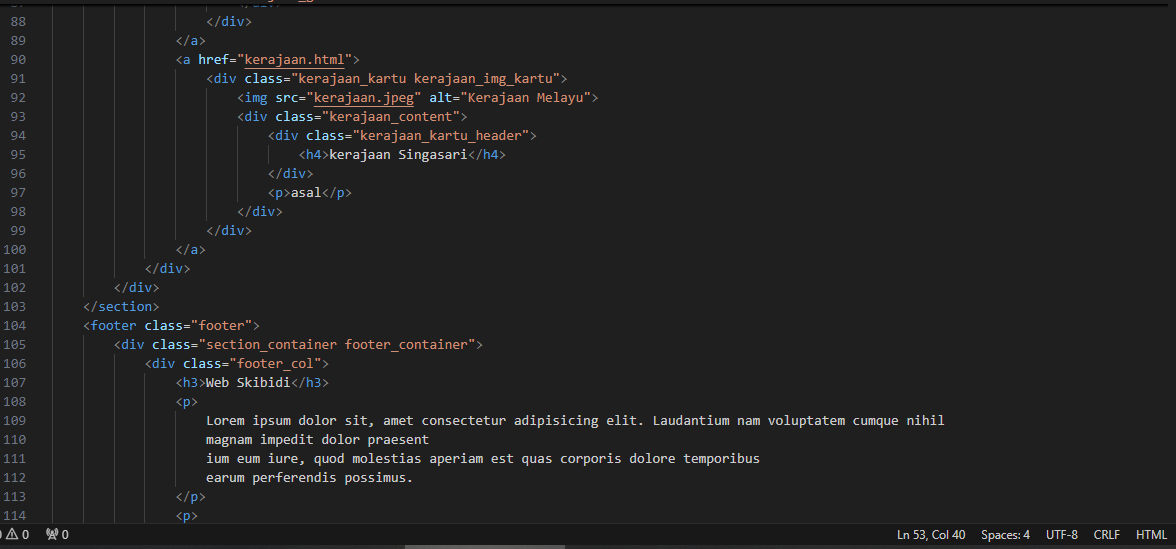 88 </div>
89 </a>
90 <a href="kerajaan.html">
91 <div class="kerajaan_kartu kerajaan_img_kartu">
92 <img src="kerajaan.jpeg" alt="Kerajaan Melayu">
93 <div class="kerajaan_content">
94 <div class="kerajaan_kartu_header">
95 <h4>kerajaan Singasari</h4>
96 </div>
97 <p>asal</p>
98 </div>
99 </div>
100 </a>
101 </div>
102 </div>
103 </section>
104 <footer class="footer">
105 <div class="section_container footer_container">
106 <div class="footer_col">
107 <h3>Web Skibidi</h3>
108 <p>
109 Lorem ipsum dolor sit, amet consectetur adipisicing elit. Laudantium nam voluptatem cumque nihil
110 magnam impedit dolor praesent
111 ium eum iure, quod molestias aperiam est quas corporis dolore temporibus
112 earum perferendis possimus.
113 </p>
114 <p>
0 0 Ln 53, Col 40 Spaces: 4 UTF-8 CRLF HTML